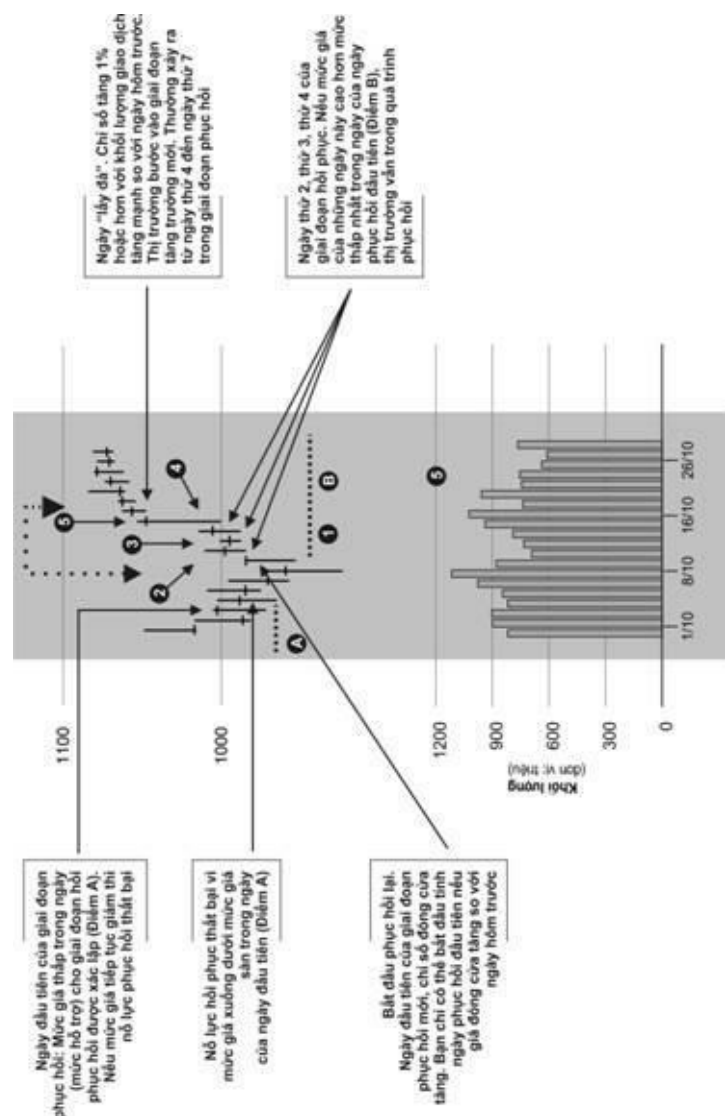 Ngày đầu tiên của giai đoạn
phục hồi: Mức giá thấp trong ngày
(mức hỗ trợ) cho giai đoạn hồi
phục hồi được xác lập (Điểm A).
Nếu mức giá tiếp tục giảm thì
nỗ lực phục hồi thất bại
Nỗ lực hồi phục thất bại vì
mức giá xuống dưới mức giá
sàn trong ngày
của ngày đầu tiên (Điểm A)
Bắt đầu phục hồi lại.
Ngày đầu tiên của giai đoạn
phục hồi mới, chỉ số đóng cửa
tăng. Bạn chỉ có thể bắt đầu tính
ngày phục hồi đầu tiên nếu
giá đóng cửa tăng so với
ngày hôm trước
1100
1000
A
2
3
5
4
1
B
5
Khối lượng
(đơn vị: triệu)
1200
900
600
300
0
1/10
8/10
16/10
26/10
Ngày "lấy đà". Chỉ số tăng 1%
hoặc hơn với khối lượng giao dịch
tăng mạnh so với ngày hôm trước.
Thị trường bước vào giai đoạn
tăng trưởng mới. Thường xảy ra
từ ngày thứ 4 đến ngày thứ 7
trong giai đoạn phục hồi
Ngày thứ 2, thứ 3, thứ 4 của
giai đoạn hồi phục. Nếu mức giá
của những ngày này cao hơn mức
thấp nhất trong ngày của ngày
phục hồi đầu tiên (Điểm B),
thị trường vẫn trong quá trình
phục hồi